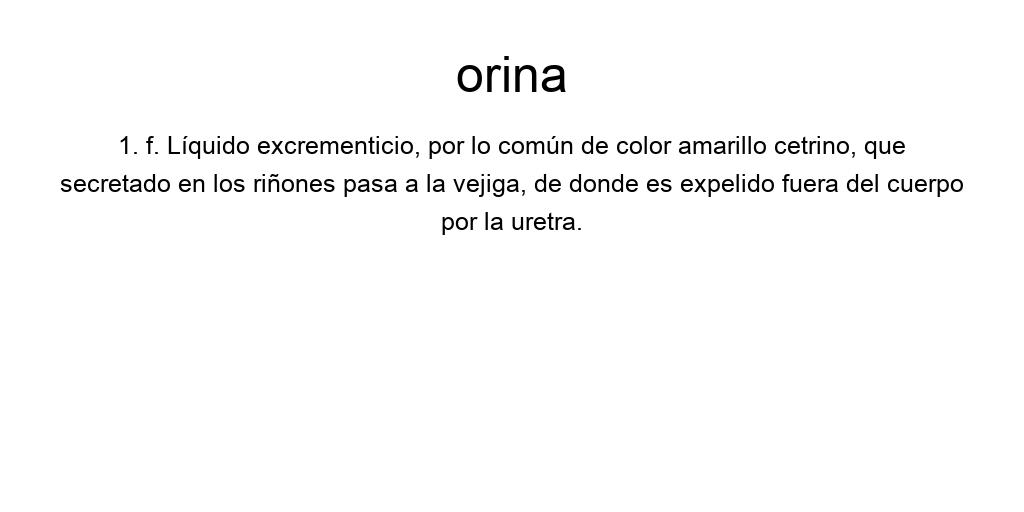 orina
1. f. Líquido excrementicio, por lo común de color amarillo cetrino, que
secretado en los riñones pasa a la vejiga, de donde es expelido fuera del cuerpo
por la uretra.